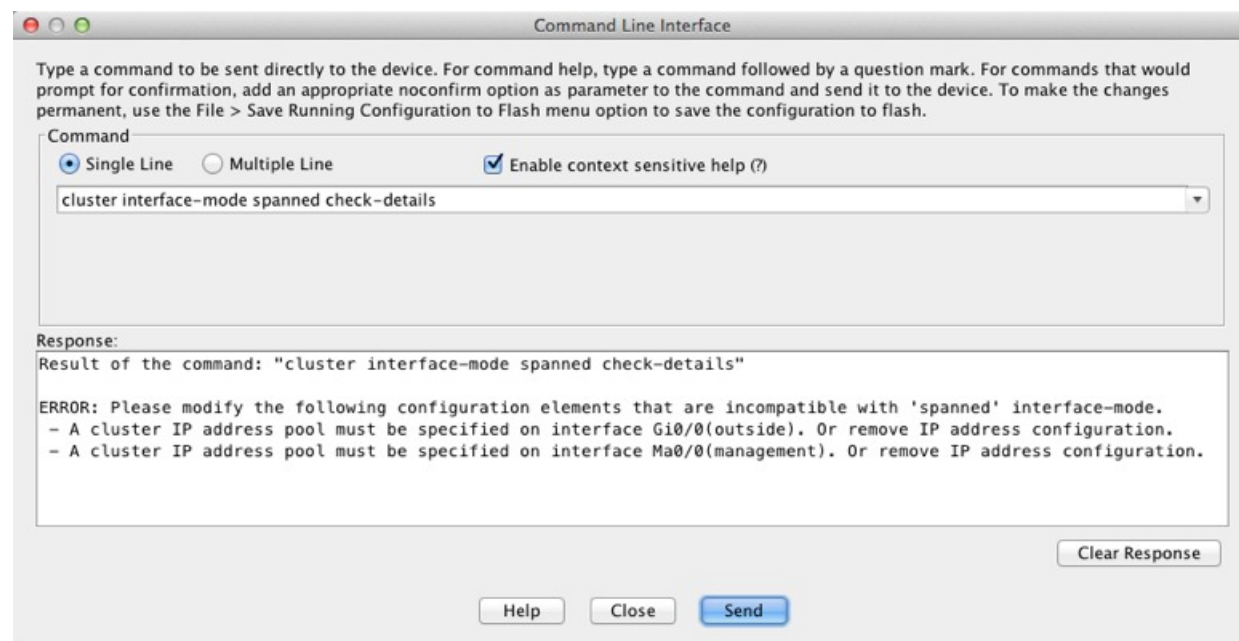 Command Line Interface
Type a command to be sent directly to the device. For command help, type a command followed by a question mark. For commands that would
prompt for confirmation, add an appropriate noconfirm option as parameter to the command and send it to the device. To make the changes
permanent, use the File > Save Running Configuration to Flash menu option to save the configuration to flash.
Command
Single Line Multiple Line Enable context sensitive help (?)
cluster interface-mode spanned check-details
Response:
Result of the command: "cluster interface-mode spanned check-details"
ERROR: Please modify the following configuration elements that are incompatible with 'spanned' interface-mode.
- A cluster IP address pool must be specified on interface Gi0/0(outside). Or remove IP address configuration.
- A cluster IP address pool must be specified on interface Ma0/0(management). Or remove IP address configuration.
Clear Response
Help Close Send